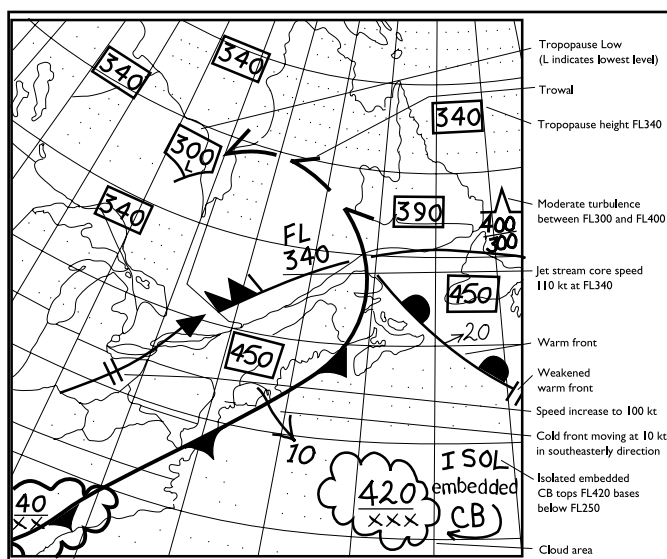 340
340
Tropopause Low
(L indicates lowest level)
Trowal
340
Tropopause height FL340
300
L
340
390
400
300
Moderate turbulence
between FL300 and FL400
FL
340
Jet stream core speed
110 kt at FL340
450
20
Warm front
450
Weakened
warm front
Speed increase to 100 kt
10
Cold front moving at 10 kt
in southeasterly direction
40
XXX
420
XXX
ISOL
embedded
CB
Isolated embedded
CB tops FL420 bases
below FL250
Cloud area